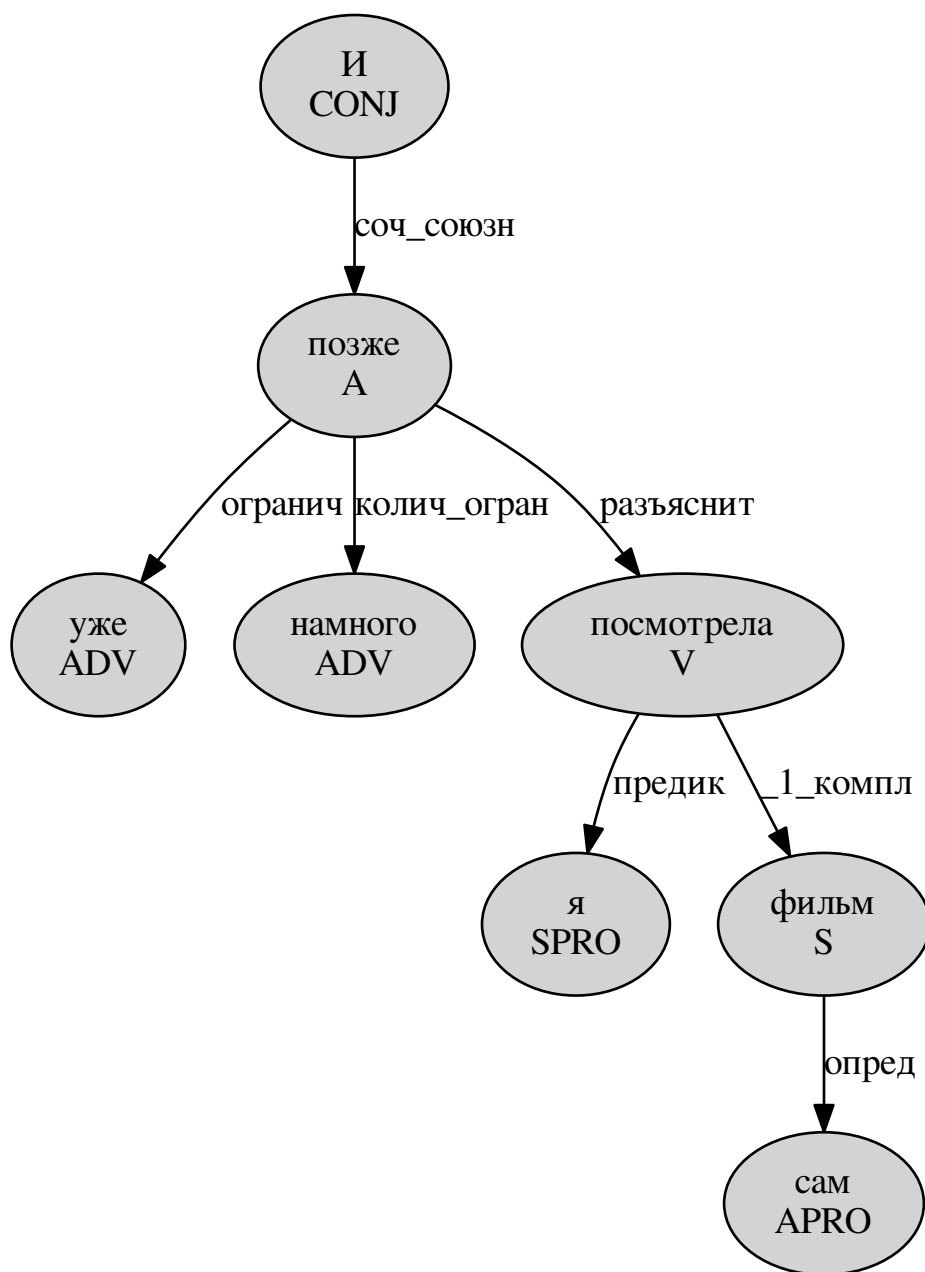 И
CONJ
соч_союзн
позже
A
огранич
колич_огран
разъяснит
уже
ADV
намного
ADV
посмотрела
V
предик
_1_компл
я
SPRO
фильм
S
опред
сам
APRO